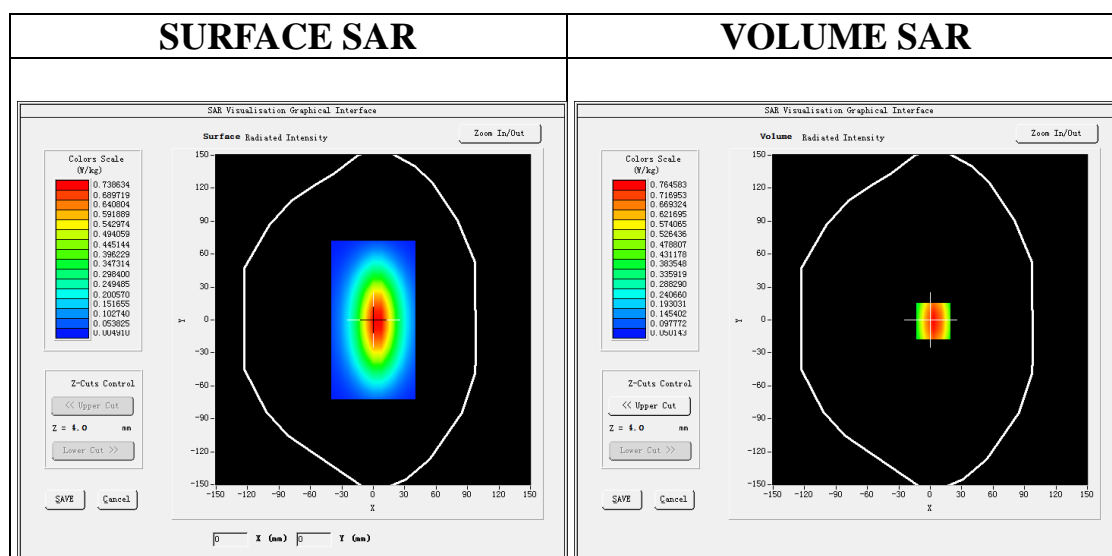 SURFACE SAR
VOLUME SAR
SAR Visualisation Graphical Interface
Surface Radiated Intensity
Zoom In/Out
Colors Scale
(W/kg)
0.738634
0.689719
0.640804
0.591889
0.542974
0.494059
0.445144
0.396229
0.347314
0.298400
0.249485
0.200570
0.151655
0.102740
0.053825
0.004910
150
120
90
60
30
0
-30
-60
-90
-120
-150
Y
-150 -120 -90 -60 -30 0 30 60 90 120 150
X
Z-Cuts Control
<< Upper Cut
Z = 4.0 mm
Lower Cut >>
SAVE Cancel
0 X (mm) 0 Y (mm)
SAR Visualisation Graphical Interface
Volume Radiated Intensity
Zoom In/Out
Colors Scale
(W/kg)
0.764583
0.716953
0.669324
0.621695
0.574065
0.526436
0.478807
0.431178
0.383548
0.335919
0.288290
0.240660
0.193031
0.145402
0.097772
0.050143
150
120
90
60
30
0
-30
-60
-90
-120
-150
Y
-150 -120 -90 -60 -30 0 30 60 90 120 150
X
Z-Cuts Control
<< Upper Cut
Z = 4.0 mm
Lower Cut >>
SAVE Cancel